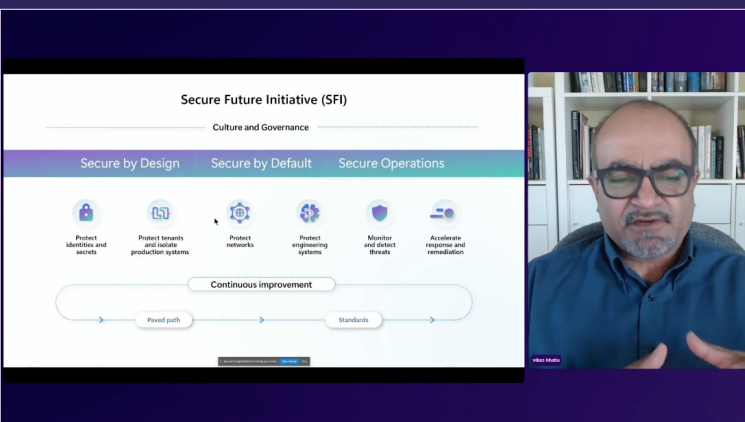 Secure Future Initiative (SFI)
Culture and Governance
Secure by Design
Secure by Default
Secure Operations
Protect
identities and
secrets
Protect tenants
and isolate
production systems
Protect
networks
Protect
engineering
systems
Monitor
and detect
threats
Accelerate
response and
remediation
Continuous improvement
Paved path
Standards
vikas bhatia